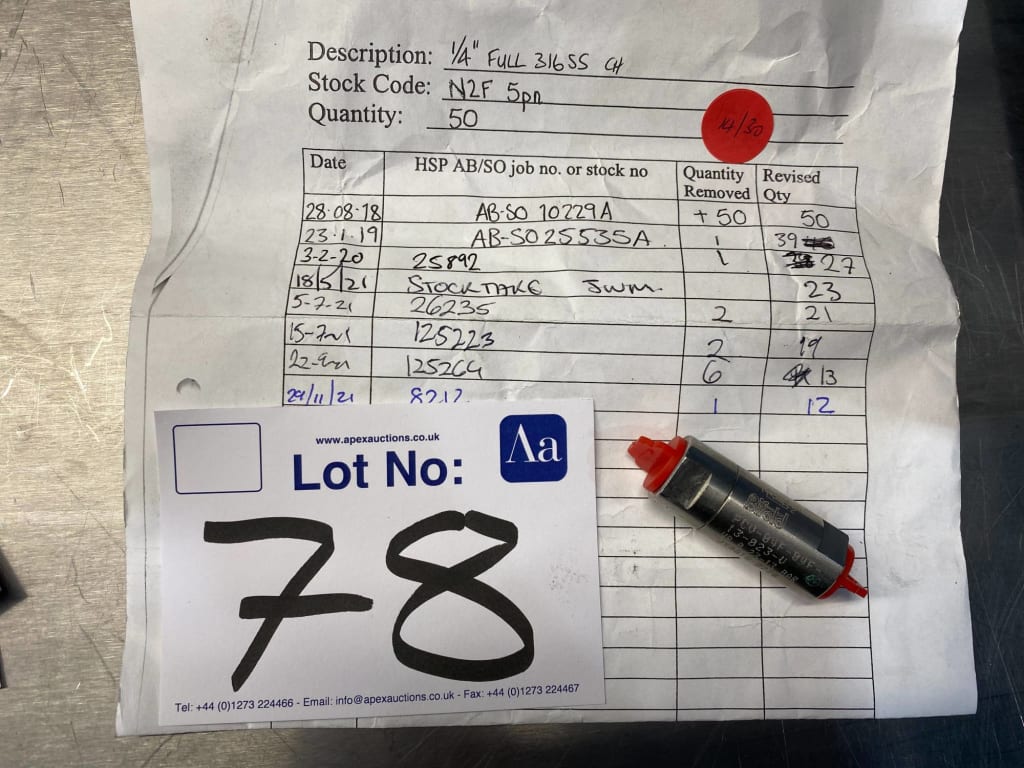 Description: 1/4" FULL 316SS CH
Stock Code: N2F 5pn
Quantity: 50
14/30
Date HSP AB/SO job no. or stock no Quantity Removed Revised Qty
28-08-18 AB-SO 10229A +50 50
23-1-19 AB-SO25535A 1 39
3-2-20 25892 1 27
18/5/21 STOCKTAKE JWM. 23
5-7-21 26235 2 21
15-7-21 125223 2 19
125264 6 13
29/11/21 8212 1 12
www.apexauctions.co.uk
Lot No:
Aa
78
Tel: +44 (0)1273 224466 - Email: info@apexauctions.co.uk - Fax: +44 (0)1273 224467